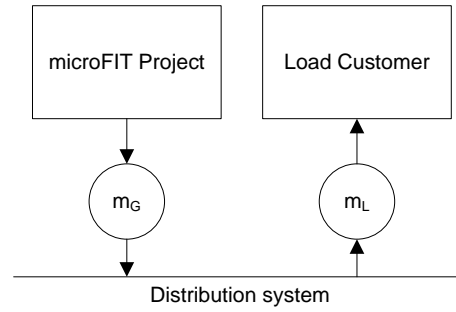 microFIT Project
Load Customer
mG
mL
Distribution system